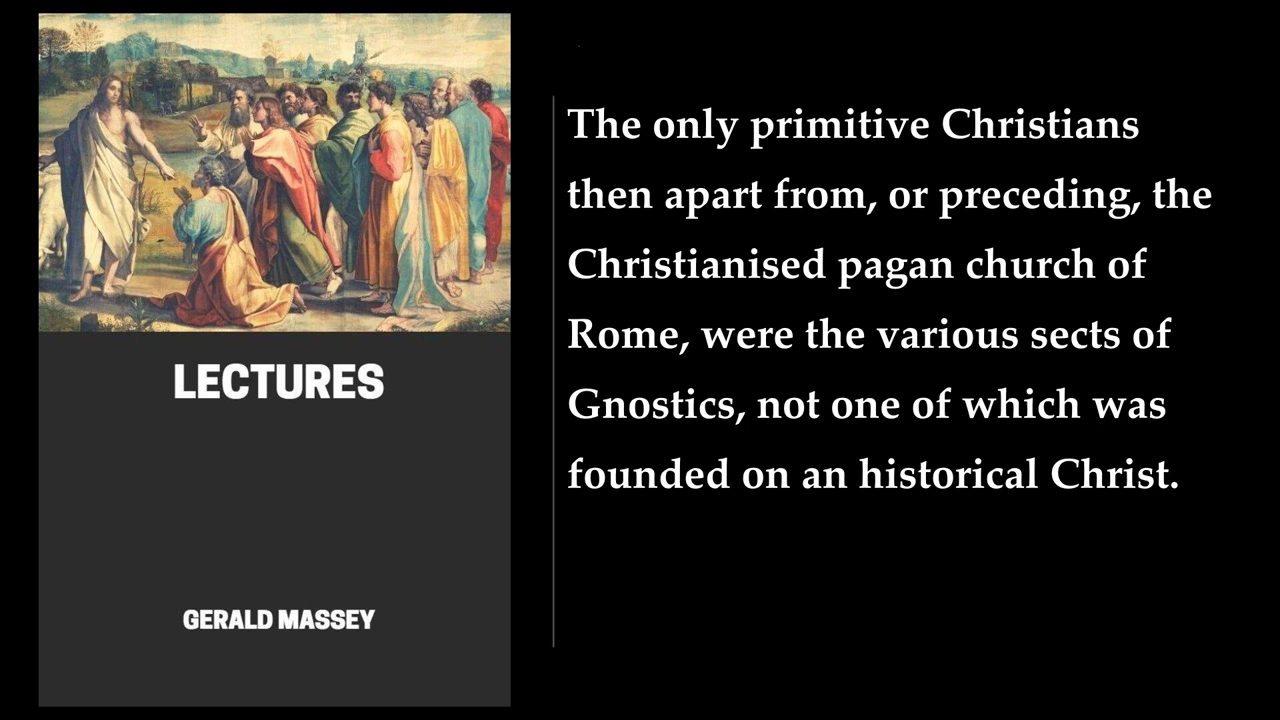 LECTURES
GERALD MASSEY
The only primitive Christians
then apart from, or preceding, the
Christianised pagan church of
Rome, were the various sects of
Gnostics, not one of which was
founded on an historical Christ.